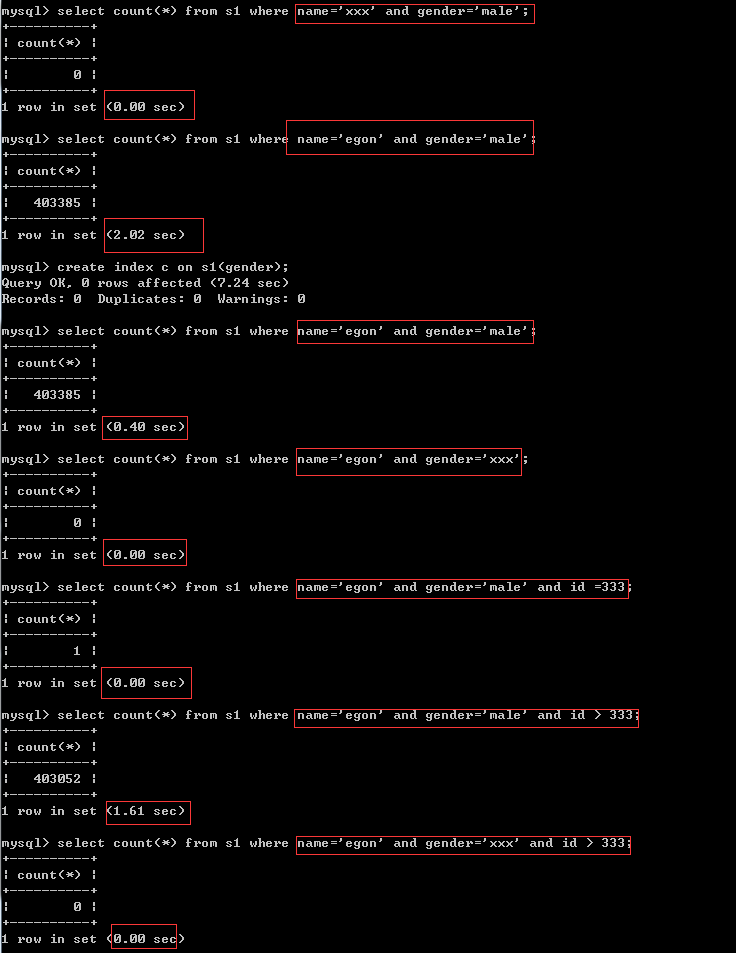 mysql> select count(*) from s1 where name='xxx' and gender='male';
+----------+
| count(*) |
+----------+
|        0 |
+----------+
1 row in set (0.00 sec)
mysql> select count(*) from s1 where name='egon' and gender='male';
+----------+
| count(*) |
+----------+
|   403385 |
+----------+
1 row in set (2.02 sec)
mysql> create index c on s1(gender);
Query OK, 0 rows affected (7.24 sec)
Records: 0  Duplicates: 0  Warnings: 0
mysql> select count(*) from s1 where name='egon' and gender='male';
+----------+
| count(*) |
+----------+
|   403385 |
+----------+
1 row in set (0.40 sec)
mysql> select count(*) from s1 where name='egon' and gender='xxx';
+----------+
| count(*) |
+----------+
|        0 |
+----------+
1 row in set (0.00 sec)
mysql> select count(*) from s1 where name='egon' and gender='male' and id =333;
+----------+
| count(*) |
+----------+
|        1 |
+----------+
1 row in set (0.00 sec)
mysql> select count(*) from s1 where name='egon' and gender='male' and id > 333;
+----------+
| count(*) |
+----------+
|   403052 |
+----------+
1 row in set (1.61 sec)
mysql> select count(*) from s1 where name='egon' and gender='xxx' and id > 333;
+----------+
| count(*) |
+----------+
|        0 |
+----------+
1 row in set (0.00 sec)